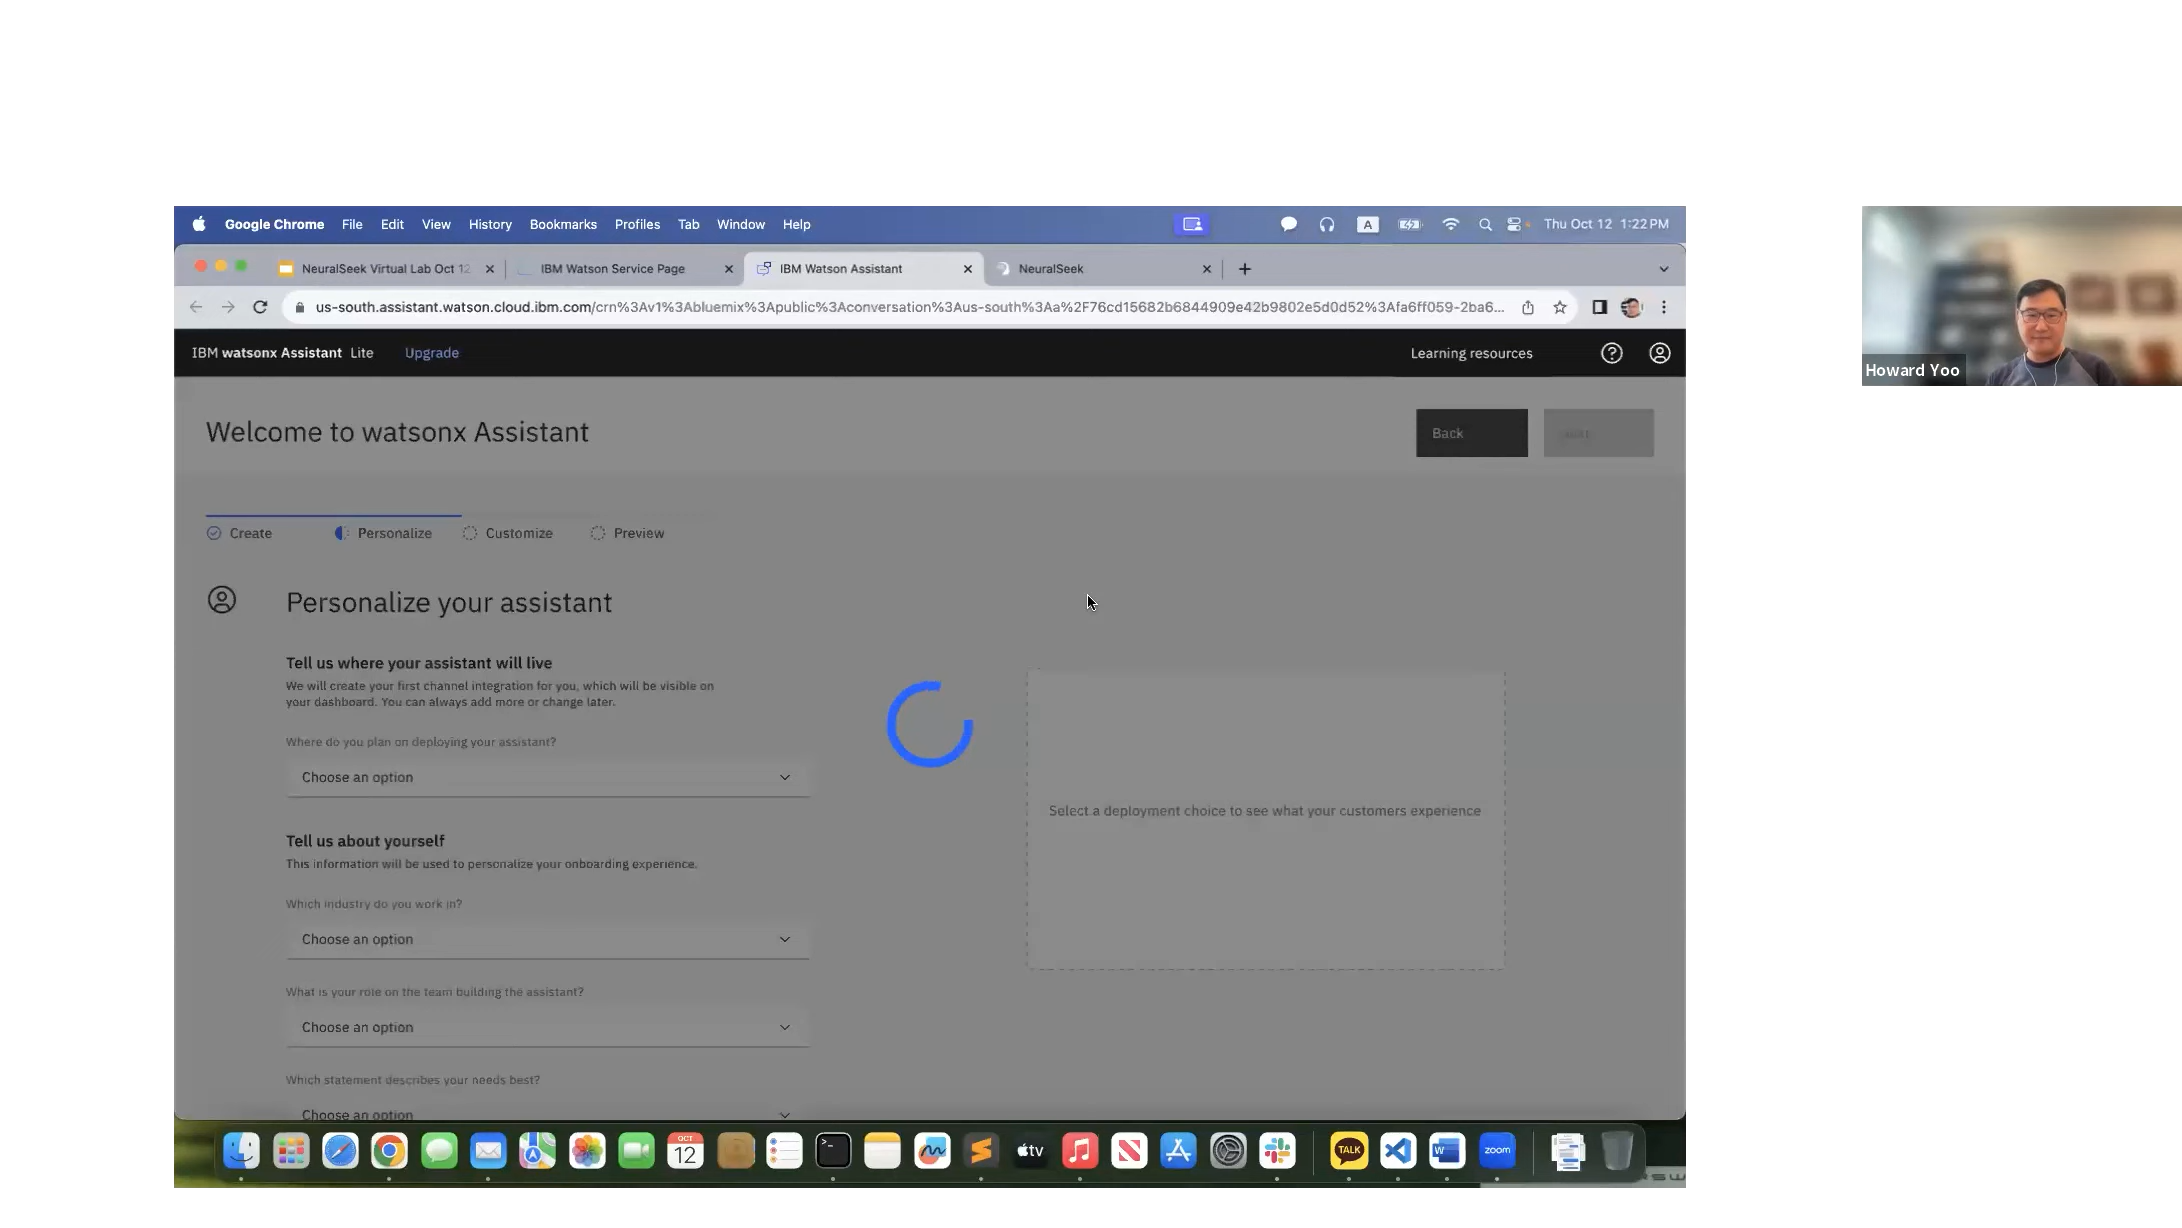 Google Chrome File Edit View History Bookmarks Profiles Tab Window Help A Thu Oct 12 1:22 PM
NeuralSeek Virtual Lab Oct 12 IBM Watson Service Page IBM Watson Assistant NeuralSeek
us-south.assistant.watson.cloud.ibm.com/crn%3Av1%3Abluemix%3Apublic%3Aconversation%3Aus-south%3Aa%2F76cd15682b6844909e42b9802e5d0d52%3Afa6ff059-2ba6...
IBM watsonx Assistant Lite Upgrade Learning resources
Howard Yoo
Welcome to watsonx Assistant
Back
Create Personalize Customize Preview
Personalize your assistant
Tell us where your assistant will live
We will create your first channel integration for you, which will be visible on
your dashboard. You can always add more or change later.
Where do you plan on deploying your assistant?
Choose an option
Select a deployment choice to see what your customers experience
Tell us about yourself
This information will be used to personalize your onboarding experience.
Which industry do you work in?
Choose an option
What is your role on the team building the assistant?
Choose an option
Which statement describes your needs best?
Choose an option
OCT
12
tv
TALK
W
zoom